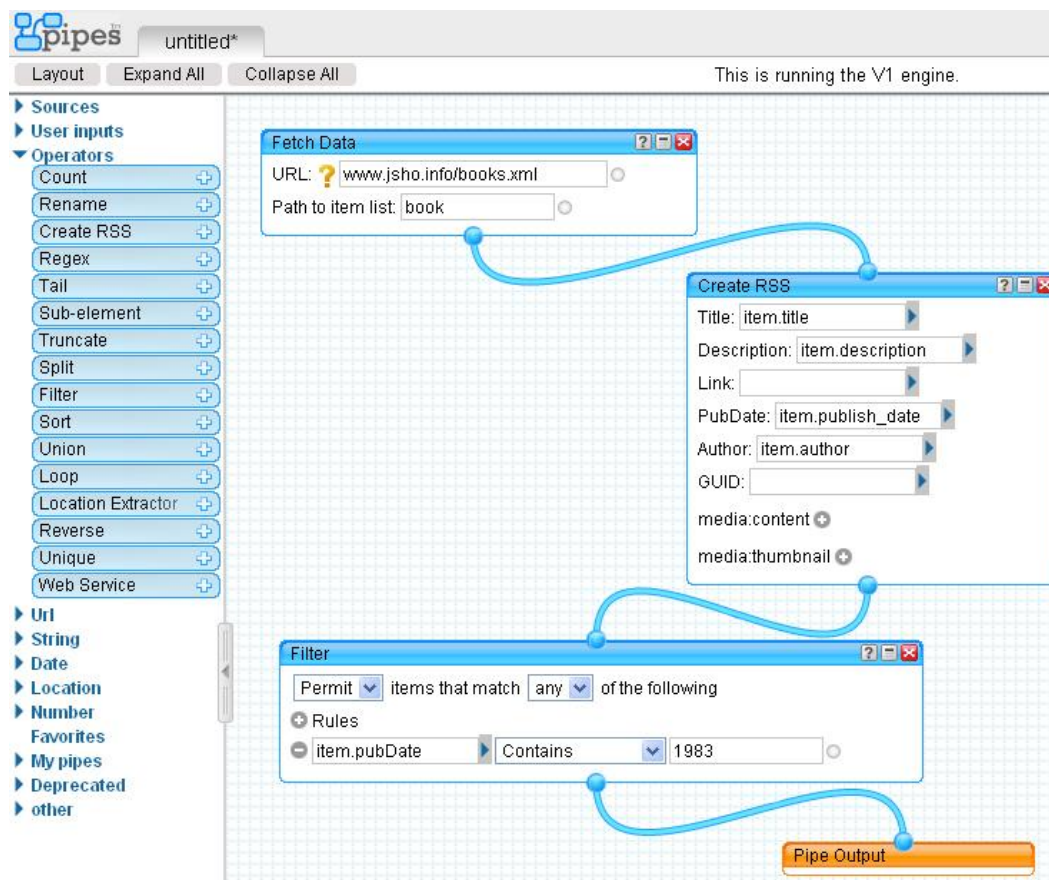 pipes
untitled*
Layout Expand All Collapse All This is running the V1 engine.
Sources
User inputs
Operators
Count
Rename
Create RSS
Regex
Tail
Sub-element
Truncate
Split
Filter
Sort
Union
Loop
Location Extractor
Reverse
Unique
Web Service
Url
String
Date
Location
Number
Favorites
My pipes
Deprecated
other
Fetch Data
URL: ? www.jsho.info/books.xml
Path to item list: book
Create RSS
Title: item.title
Description: item.description
Link:
PubDate: item.publish_date
Author: item.author
GUID:
media:content
media:thumbnail
Filter
Permit items that match any of the following
Rules
item.pubDate Contains 1983
Pipe Output